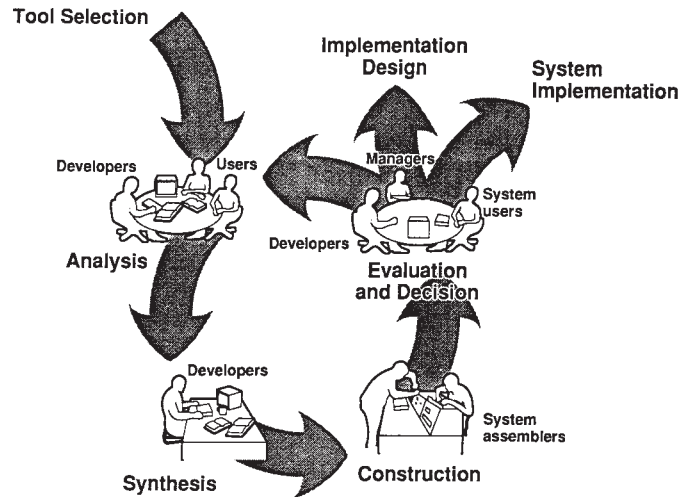 Tool Selection
Implementation
Design
System
Implementation
Managers
Developers
Users
System
users
Developers
Analysis
Evaluation
and Decision
Developers
System
assemblers
Synthesis
Construction